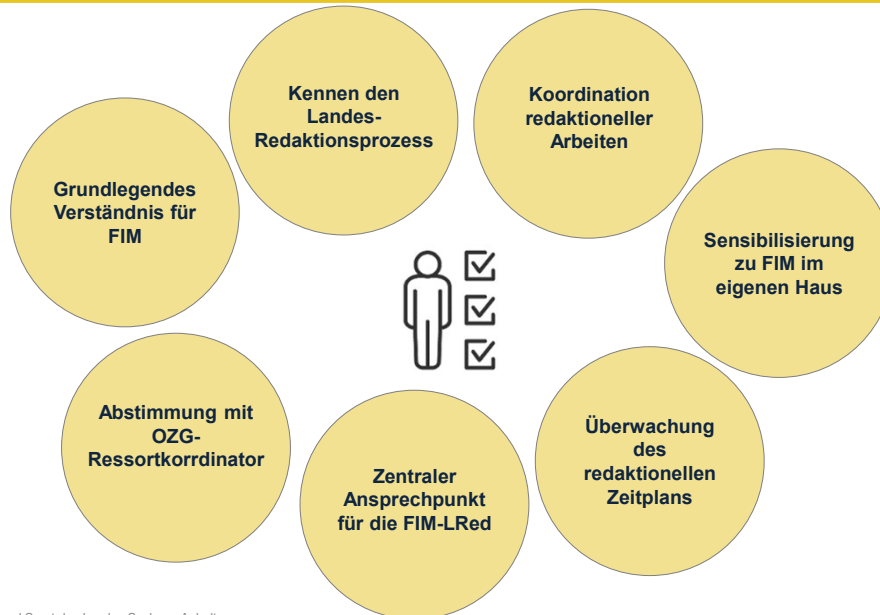 Kennen den
Landes-
Redaktionsprozess
Koordination
redaktioneller
Arbeiten
Grundlegendes
Verständnis für
FIM
Sensibilisierung
zu FIM im
eigenen Haus
Abstimmung mit
OZG-
Ressortkorrdinator
Überwachung
des
redaktionellen
Zeitplans
Zentraler
Ansprechpunkt
für die FIM-LRed